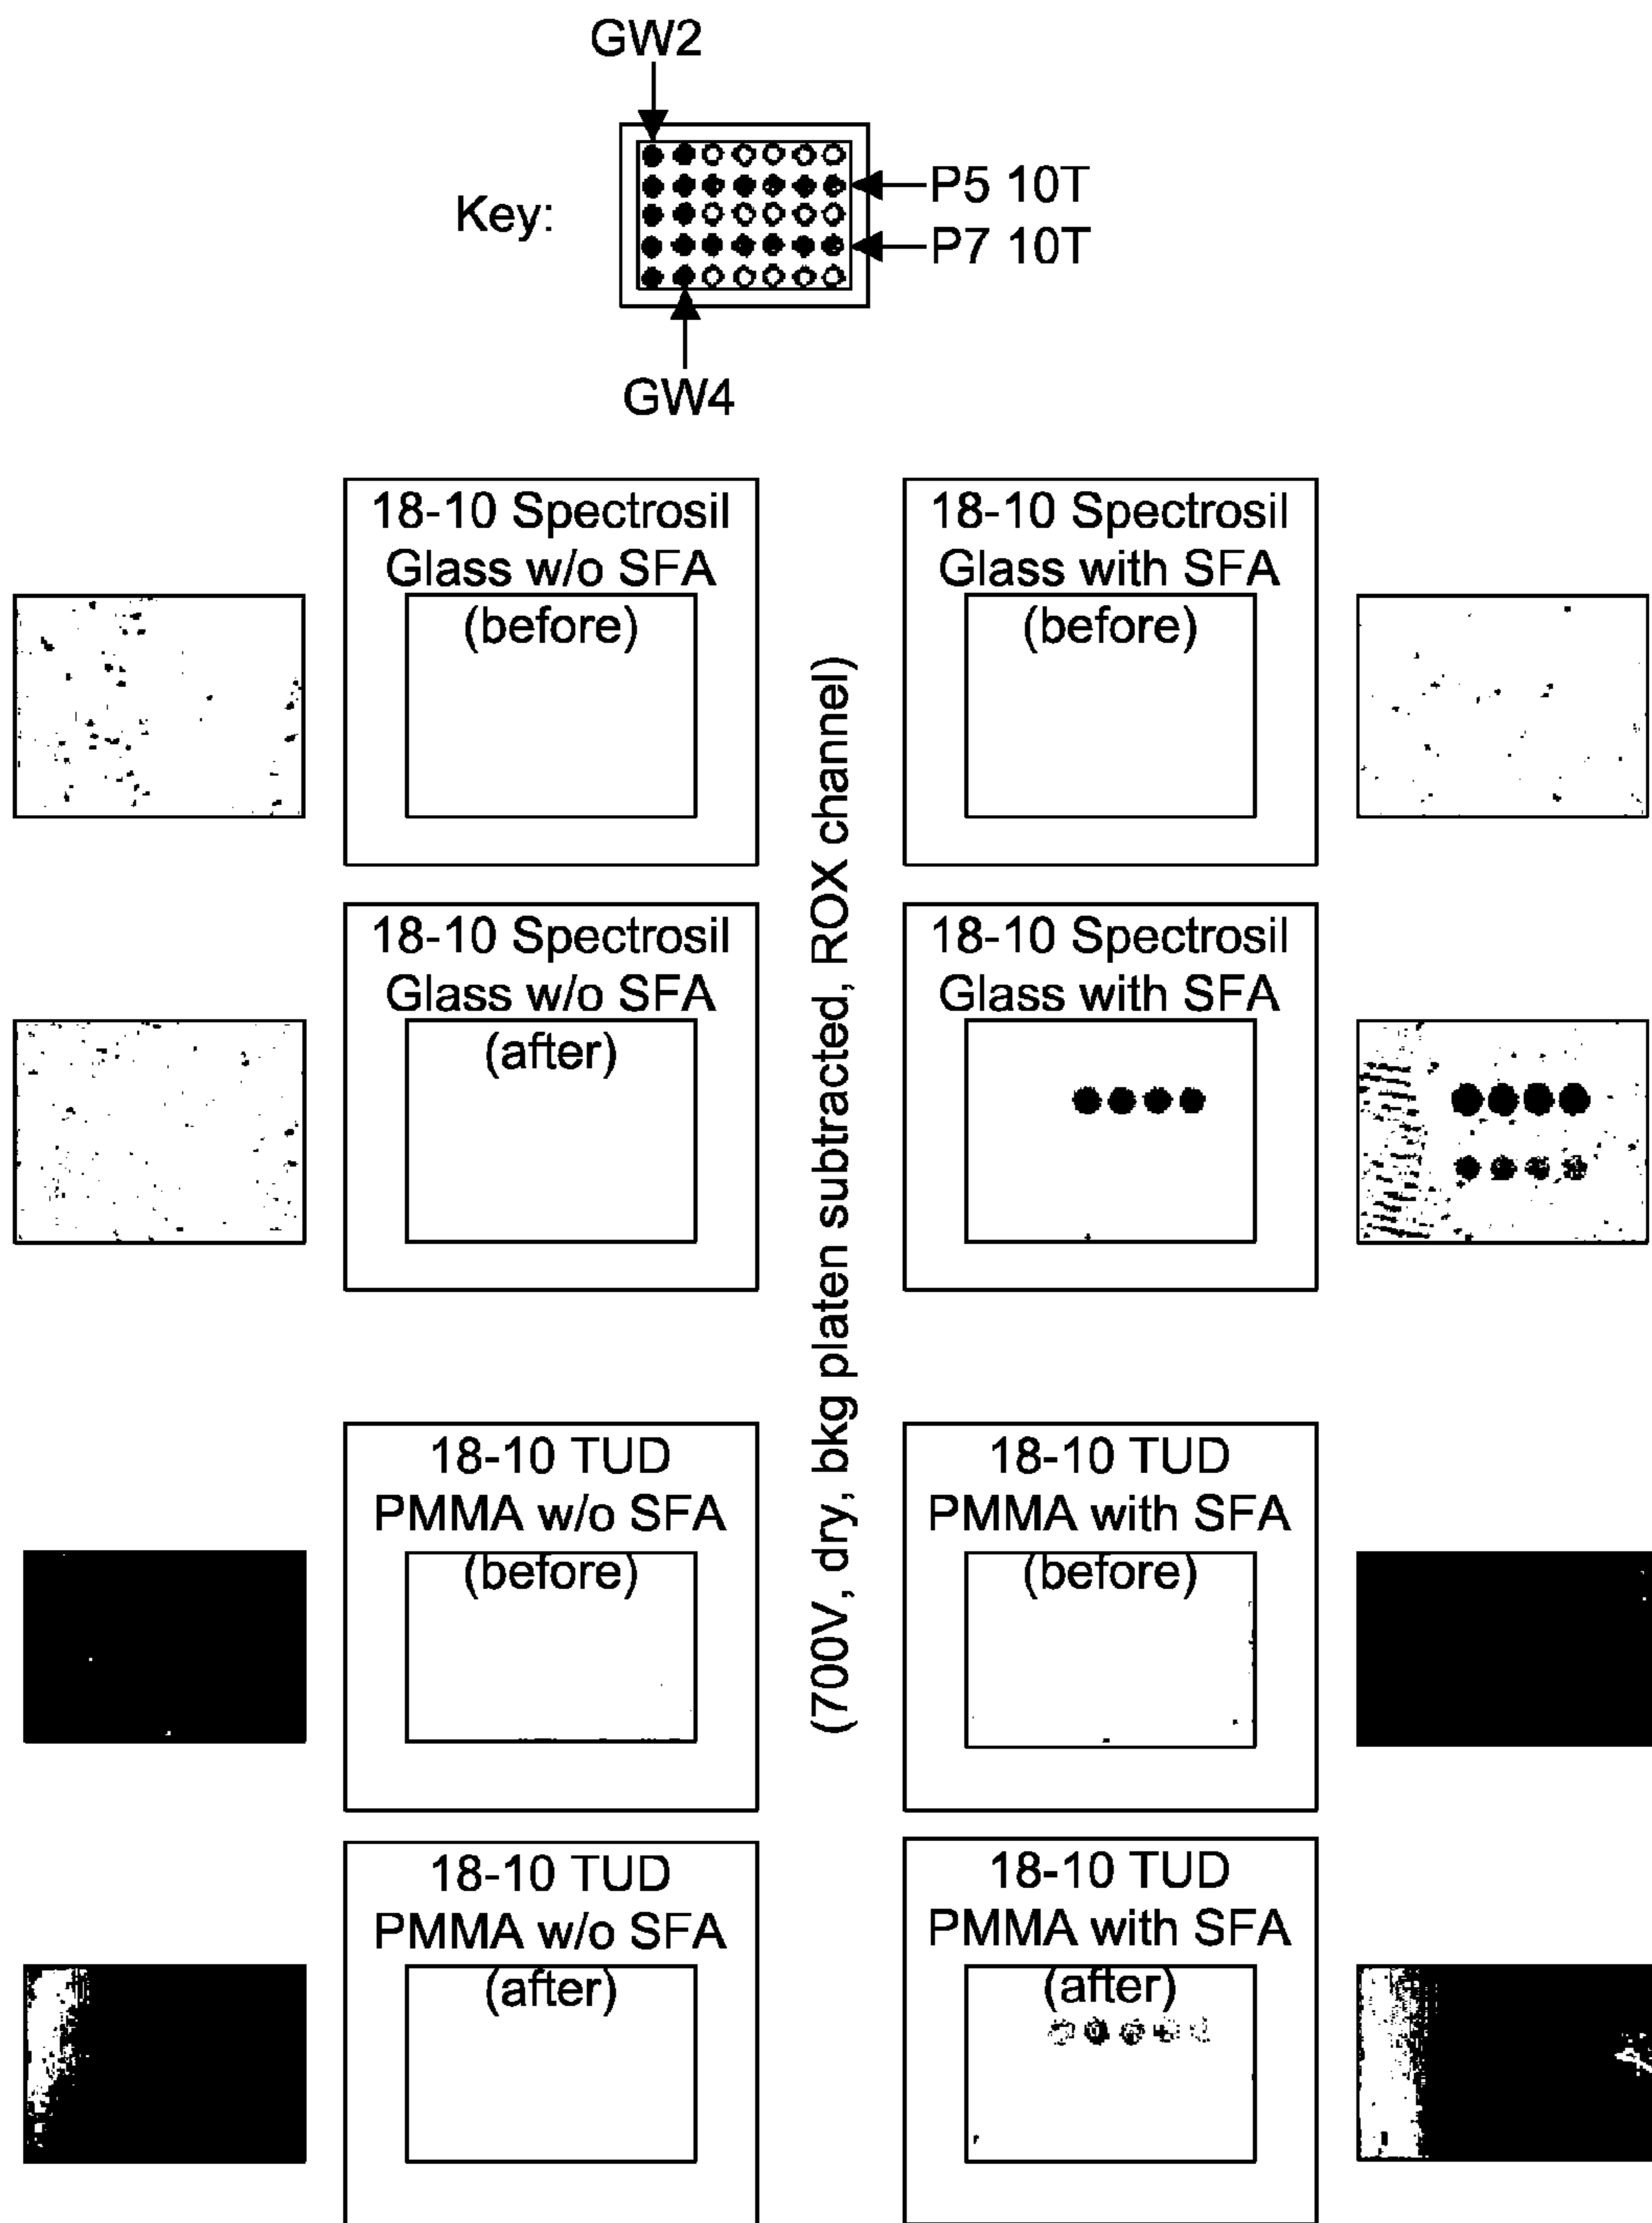 GW2
Key:
P5 10T
P7 10T
GW4
18-10 Spectrosil
Glass w/o SFA
(before)
18-10 Spectrosil
Glass with SFA
(before)
(700V, dry, bkg platen subtracted, ROX channel)
18-10 Spectrosil
Glass w/o SFA
(after)
18-10 Spectrosil
Glass with SFA
18-10 TUD
PMMA w/o SFA
(before)
18-10 TUD
PMMA with SFA
(before)
18-10 TUD
PMMA w/o SFA
(after)
18-10 TUD
PMMA with SFA
(after)